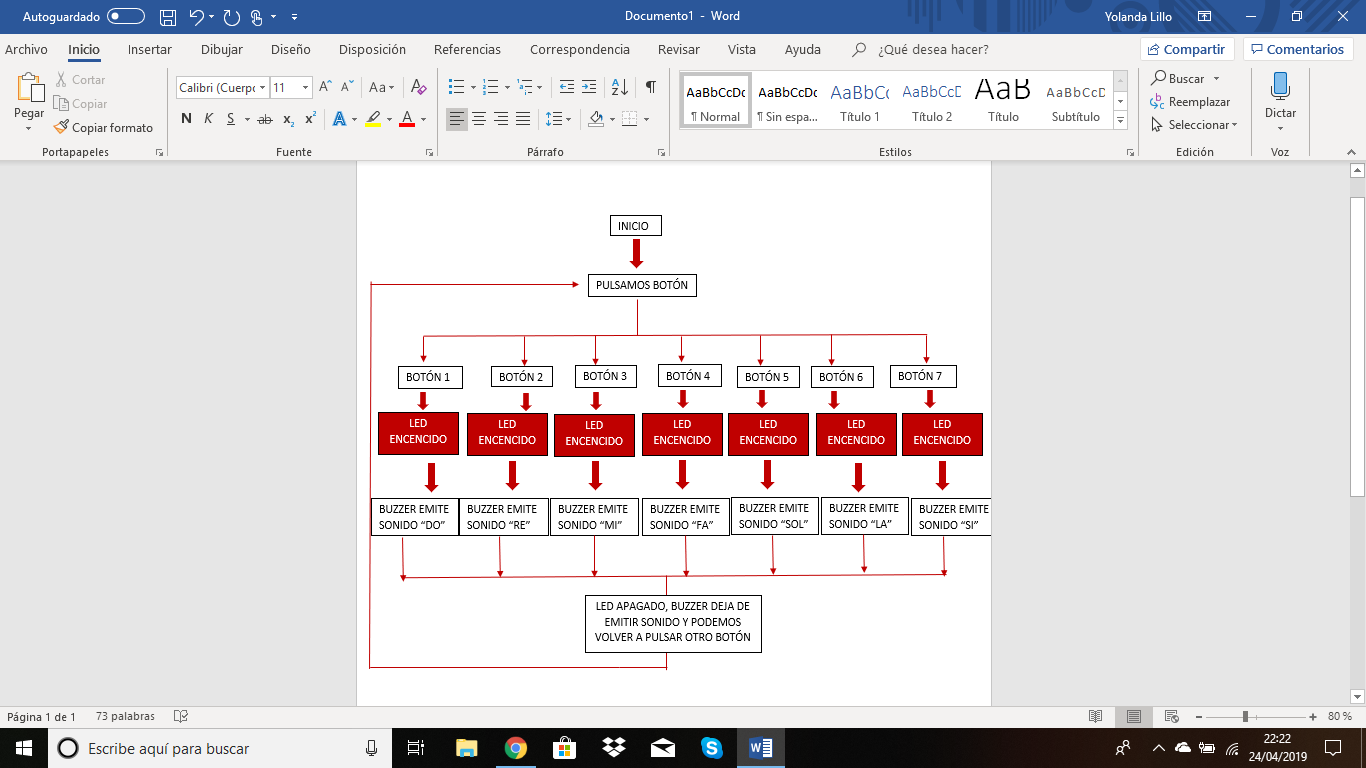 Autoguardado
Documento1 - Word
Yolanda Lillo
Archivo Inicio Insertar Dibujar Diseño Disposición Referencias Correspondencia Revisar Vista Ayuda ¿Qué desea hacer? Compartir Comentarios
Pegar
Cortar
Copiar
Copiar formato
Portapapeles
Calibri (Cuerpo 11
Aa
N K S ab x₂ x²
Fuente
Párrafo
AaBbCcDc AaBbCcDc AaBbCc AaBbCcD AaB AaBbCcD
¶ Normal ¶ Sin espa... Título 1 Título 2 Título Subtítulo
Estilos
Buscar
Reemplazar
Seleccionar
Edición
Dictar
Voz
INICIO
PULSAMOS BOTÓN
BOTÓN 1 BOTÓN 2 BOTÓN 3 BOTÓN 4 BOTÓN 5 BOTÓN 6 BOTÓN 7
LED LED LED LED LED LED LED
ENCENCIDO ENCENCIDO ENCENCIDO ENCENCIDO ENCENCIDO ENCENCIDO ENCENCIDO
BUZZER EMITE BUZZER EMITE BUZZER EMITE BUZZER EMITE BUZZER EMITE BUZZER EMITE BUZZER EMITE
SONIDO “DO” SONIDO “RE” SONIDO “MI” SONIDO “FA” SONIDO “SOL” SONIDO “LA” SONIDO “SI”
LED APAGADO, BUZZER DEJA DE
EMITIR SONIDO Y PODEMOS
VOLVER A PULSAR OTRO BOTÓN
Página 1 de 1 73 palabras
80 %
Escribe aquí para buscar
22:22
24/04/2019